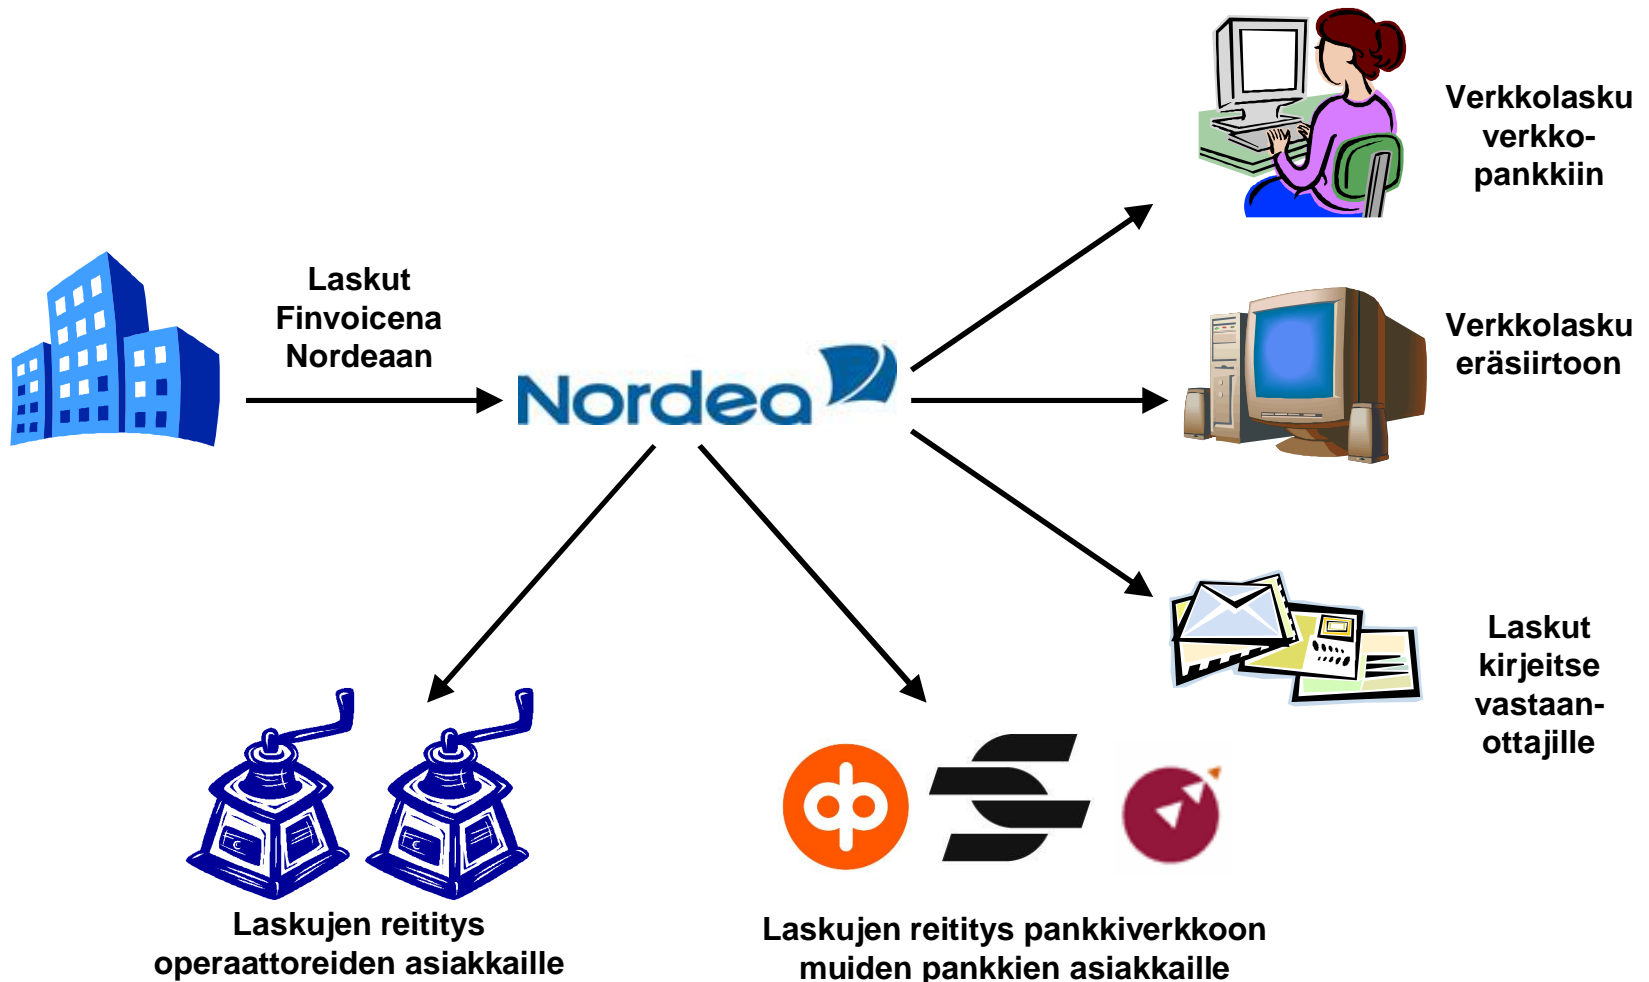 Verkkolasku
verkko-
pankkiin
Laskut
Finvoicena
Nordeaan
Nordea
Verkkolasku
eräsiirtoon
Laskut
kirjeitse
vastaan-
ottajille
Laskujen reititys
operaattoreiden asiakkaille
Laskujen reititys pankkiverkkoon
muiden pankkien asiakkaille